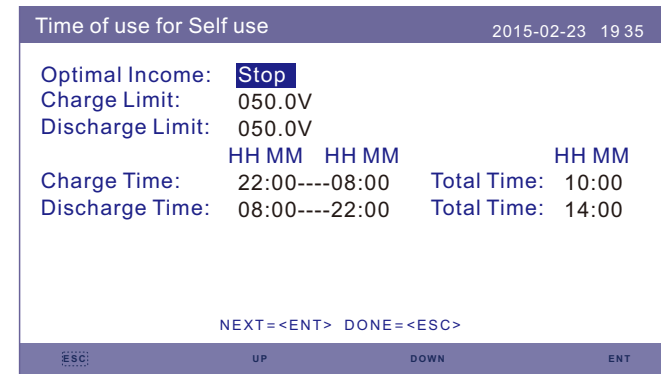 Time of use for Self use 2015-02-23 19 35
Optimal Income: Stop
Charge Limit: 050.0V
Discharge Limit: 050.0V
HH MM HH MM HH MM
Charge Time: 22:00----08:00 Total Time: 10:00
Discharge Time: 08:00----22:00 Total Time: 14:00
NEXT=<ENT> DONE=<ESC>
ESC UP DOWN ENT